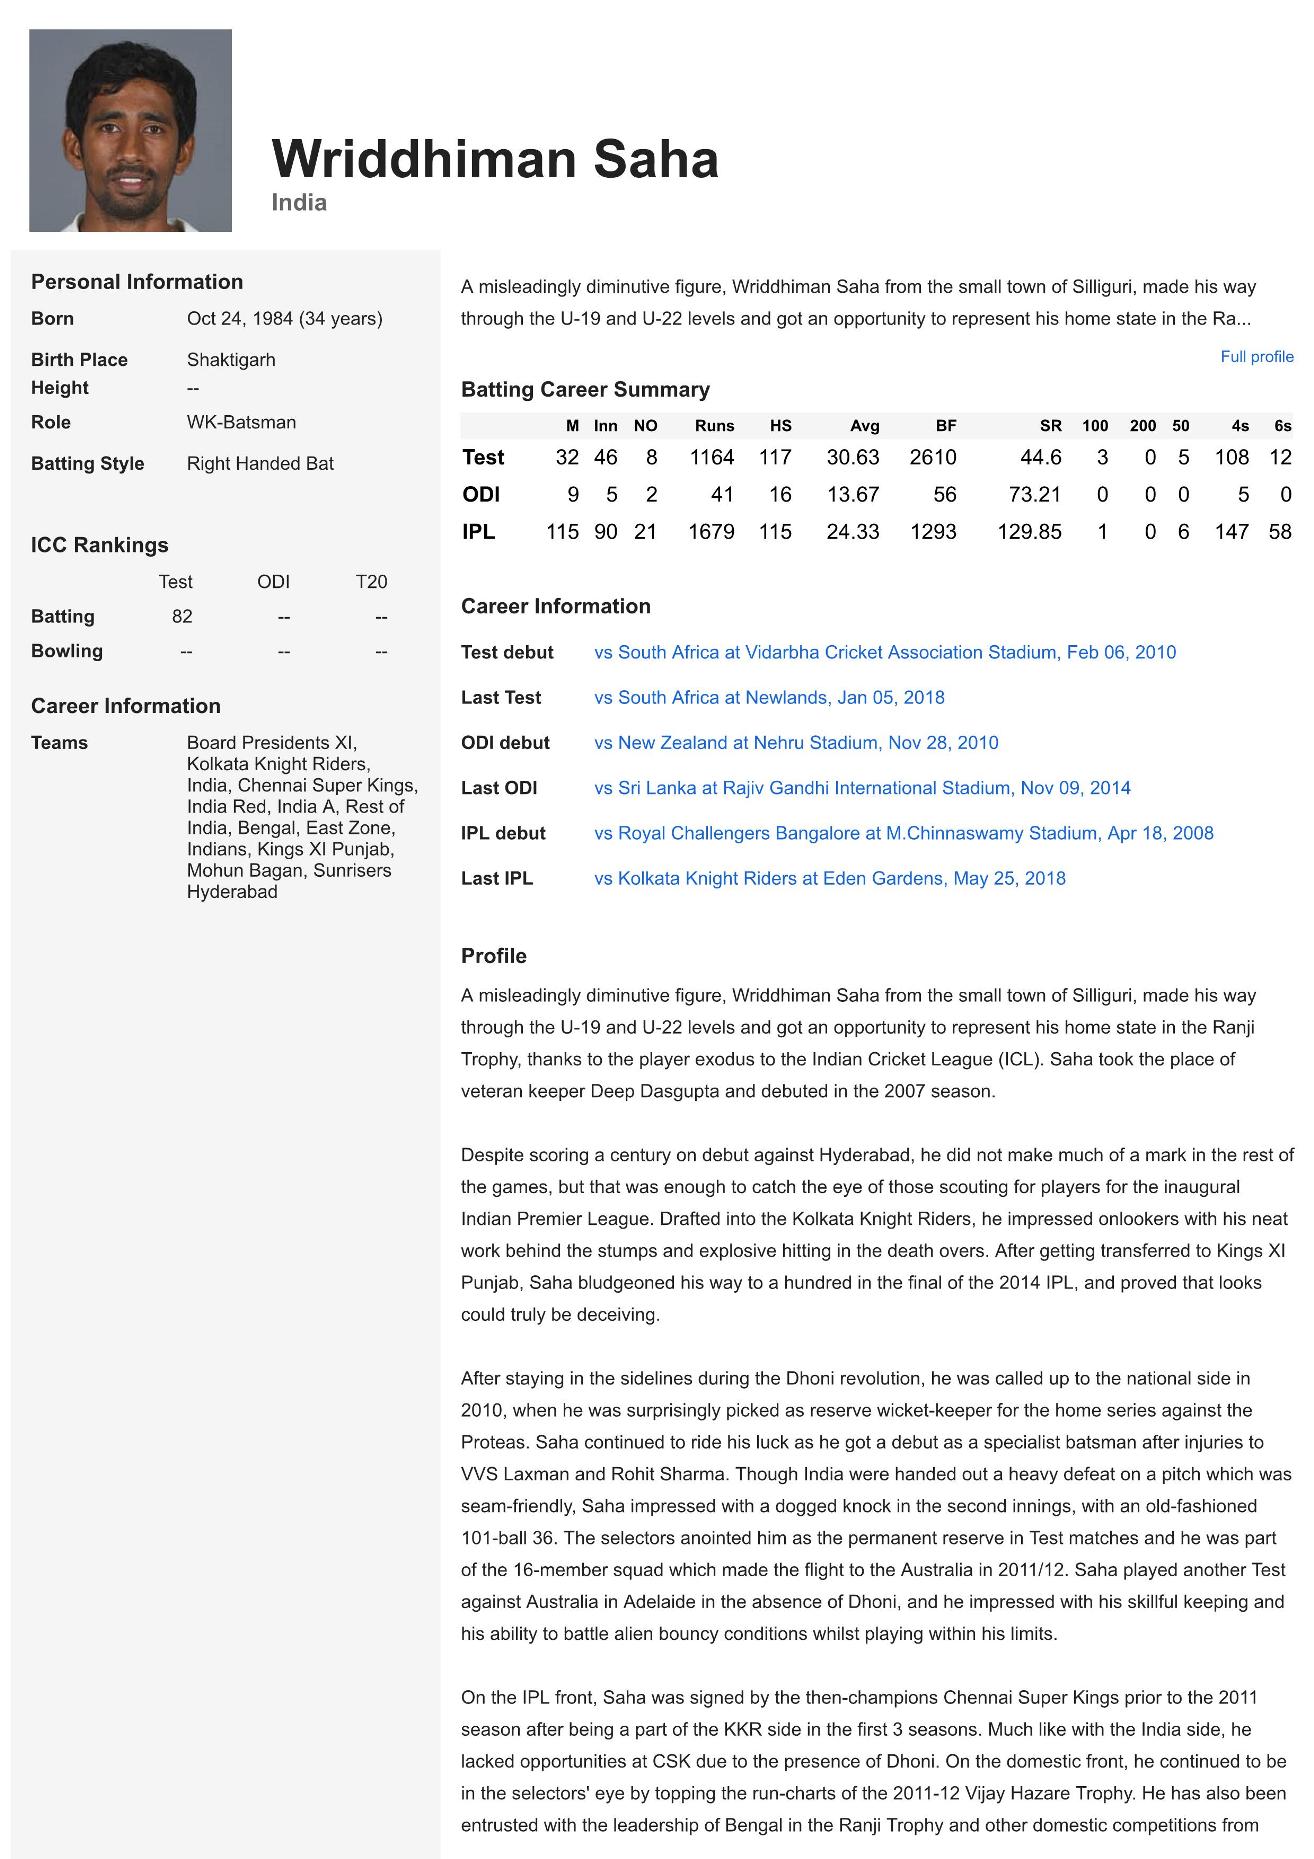 Wriddhiman Saha
India
Personal Information
Born Oct 24, 1984 (34 years)
Birth Place Shaktigarh
Height --
Role WK-Batsman
Batting Style Right Handed Bat
ICC Rankings
Test ODI T20
Batting 82 -- --
Bowling -- -- --
Career Information
Teams Board Presidents XI,
Kolkata Knight Riders,
India, Chennai Super Kings,
India Red, India A, Rest of
India, Bengal, East Zone,
Indians, Kings XI Punjab,
Mohun Bagan, Sunrisers
Hyderabad
A misleadingly diminutive figure, Wriddhiman Saha from the small town of Silliguri, made his way
through the U-19 and U-22 levels and got an opportunity to represent his home state in the Ra...
Full profile
Batting Career Summary
M Inn NO Runs HS Avg BF SR 100 200 50 4s 6s
Test 32 46 8 1164 117 30.63 2610 44.6 3 0 5 108 12
ODI 9 5 2 41 16 13.67 56 73.21 0 0 0 5 0
IPL 115 90 21 1679 115 24.33 1293 129.85 1 0 6 147 58
Career Information
Test debut vs South Africa at Vidarbha Cricket Association Stadium, Feb 06, 2010
Last Test vs South Africa at Newlands, Jan 05, 2018
ODI debut vs New Zealand at Nehru Stadium, Nov 28, 2010
Last ODI vs Sri Lanka at Rajiv Gandhi International Stadium, Nov 09, 2014
IPL debut vs Royal Challengers Bangalore at M.Chinnaswamy Stadium, Apr 18, 2008
Last IPL vs Kolkata Knight Riders at Eden Gardens, May 25, 2018
Profile
A misleadingly diminutive figure, Wriddhiman Saha from the small town of Silliguri, made his way
through the U-19 and U-22 levels and got an opportunity to represent his home state in the Ranji
Trophy, thanks to the player exodus to the Indian Cricket League (ICL). Saha took the place of
veteran keeper Deep Dasgupta and debuted in the 2007 season.
Despite scoring a century on debut against Hyderabad, he did not make much of a mark in the rest of
the games, but that was enough to catch the eye of those scouting for players for the inaugural
Indian Premier League. Drafted into the Kolkata Knight Riders, he impressed onlookers with his neat
work behind the stumps and explosive hitting in the death overs. After getting transferred to Kings XI
Punjab, Saha bludgeoned his way to a hundred in the final of the 2014 IPL, and proved that looks
could truly be deceiving.
After staying in the sidelines during the Dhoni revolution, he was called up to the national side in
2010, when he was surprisingly picked as reserve wicket-keeper for the home series against the
Proteas. Saha continued to ride his luck as he got a debut as a specialist batsman after injuries to
VVS Laxman and Rohit Sharma. Though India were handed out a heavy defeat on a pitch which was
seam-friendly, Saha impressed with a dogged knock in the second innings, with an old-fashioned
101-ball 36. The selectors anointed him as the permanent reserve in Test matches and he was part
of the 16-member squad which made the flight to the Australia in 2011/12. Saha played another Test
against Australia in Adelaide in the absence of Dhoni, and he impressed with his skillful keeping and
his ability to battle alien bouncy conditions whilst playing within his limits.
On the IPL front, Saha was signed by the then-champions Chennai Super Kings prior to the 2011
season after being a part of the KKR side in the first 3 seasons. Much like with the India side, he
lacked opportunities at CSK due to the presence of Dhoni. On the domestic front, he continued to be
in the selectors' eye by topping the run-charts of the 2011-12 Vijay Hazare Trophy. He has also been
entrusted with the leadership of Bengal in the Ranji Trophy and other domestic competitions from